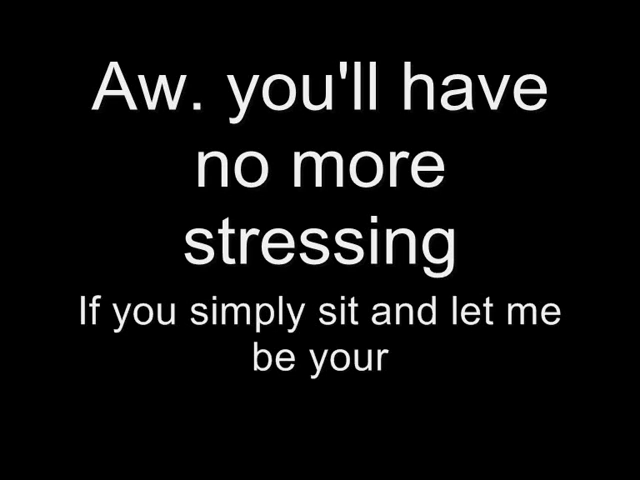 Aw. you'll have
no more
stressing
If you simply sit and let me
be your